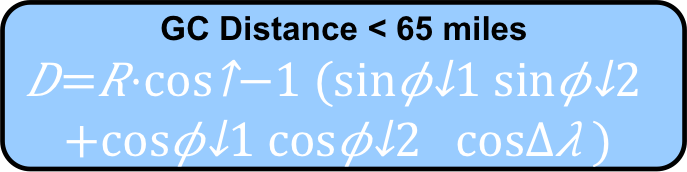 GC Distance < 65 miles
𝐷=𝑅∙cos↑−1 (sin𝜙↓1 sin𝜙↓2
+cos𝜙↓1 cos𝜙↓2 cosΔ𝜆 )